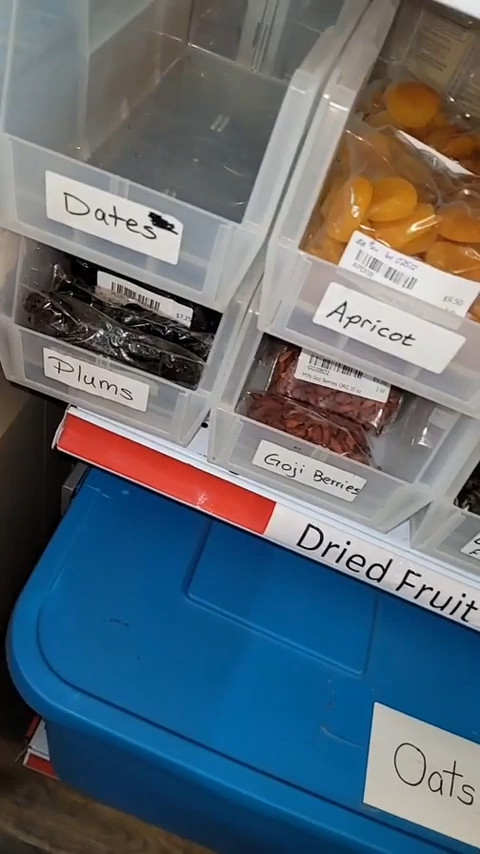 Dates
Apricot
Plums
Goji Berries
Dried Fruit
Oats